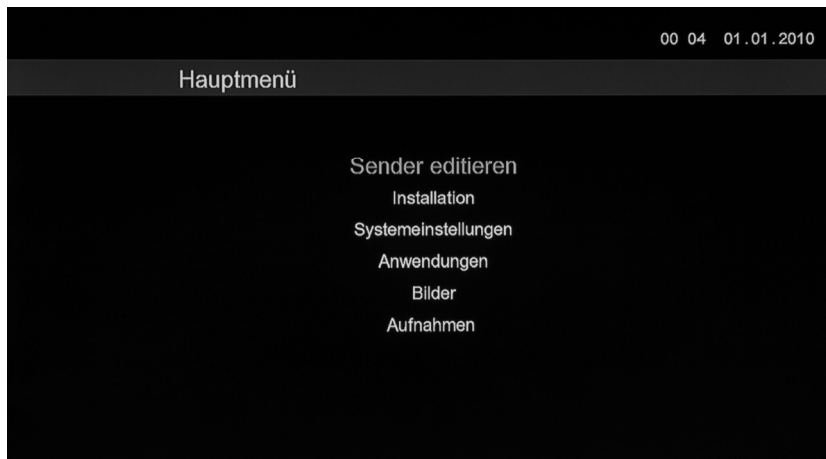 00 04 01.01.2010
Hauptmenü
Sender editieren
Installation
Systemeinstellungen
Anwendungen
Bilder
Aufnahmen